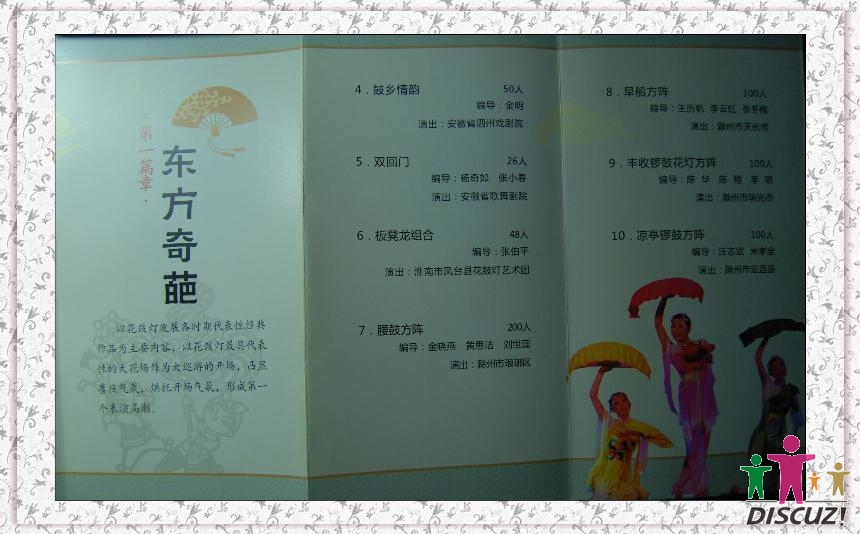 ·第一篇章·
东方奇葩
以花鼓灯发展各时期代表性经典
作品为主要内容，以花鼓灯最具代表
性的大花场作为大巡游的开场，凸显
喜庆气氛，烘托开场气氛，形成第一
个表演高潮。
4．鼓乡情韵 50人
编导：金明
演出：安徽省泗州戏剧院
5．双回门 26人
编导：杨奇如 张小春
演出：安徽省歌舞剧院
6．板凳龙组合 48人
编导：张伯平
演出：淮南市凤台县花鼓灯艺术团
7．腰鼓方阵 200人
编导：金晓燕 黄思洁 刘世蕊
演出：滁州市琅琊区
8．旱船方阵 100人
编导：王历帆 李云红 张冬梅
演出：滁州市天长市
9．丰收锣鼓花灯方阵 100人
编导：陈 华 陈 翔 李 明
演出：滁州市明光市
10．凉亭锣鼓方阵 100人
编导：汪志武 米孝全
演出：滁州市定远县
DISCUZ!